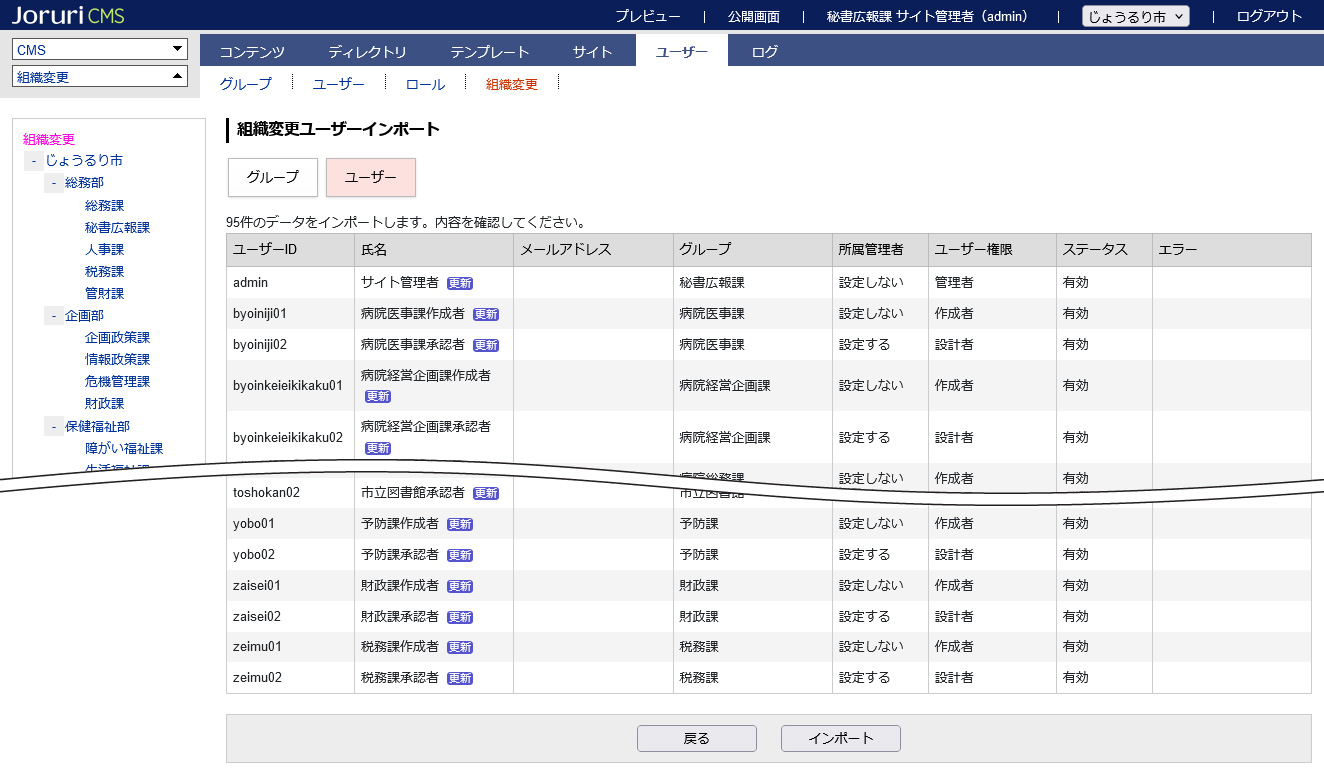 Joruri CMS
プレビュー | 公開画面 | 秘書広報課 サイト管理者（admin） | じょうるり市 | ログアウト
CMS
組織変更
コンテンツ ディレクトリ テンプレート サイト ユーザー ログ
グループ ユーザー ロール 組織変更
組織変更
- じょうるり市
- 総務部
総務課
秘書広報課
人事課
税務課
管財課
- 企画部
企画政策課
情報政策課
危機管理課
財政課
- 保健福祉部
障がい福祉課
生活福祉課
組織変更ユーザーインポート
グループ ユーザー
95件のデータをインポートします。内容を確認してください。
ユーザーID 氏名 メールアドレス グループ 所属管理者 ユーザー権限 ステータス エラー
admin サイト管理者 更新 秘書広報課 設定しない 管理者 有効
byoiniji01 病院医事課作成者 更新 病院医事課 設定しない 作成者 有効
byoiniji02 病院医事課承認者 更新 病院医事課 設定する 設計者 有効
byoinkeieikikaku01 病院経営企画課作成者 更新 病院経営企画課 設定しない 作成者 有効
byoinkeieikikaku02 病院経営企画課承認者 更新 病院経営企画課 設定する 設計者 有効
病院総務課 設定しない 作成者 有効
toshokan02 市立図書館承認者 更新 市立図書館
yobo01 予防課作成者 更新 予防課 設定しない 作成者 有効
yobo02 予防課承認者 更新 予防課 設定する 設計者 有効
zaisei01 財政課作成者 更新 財政課 設定しない 作成者 有効
zaisei02 財政課承認者 更新 財政課 設定する 設計者 有効
zeimu01 税務課作成者 更新 税務課 設定しない 作成者 有効
zeimu02 税務課承認者 更新 税務課 設定する 設計者 有効
戻る インポート